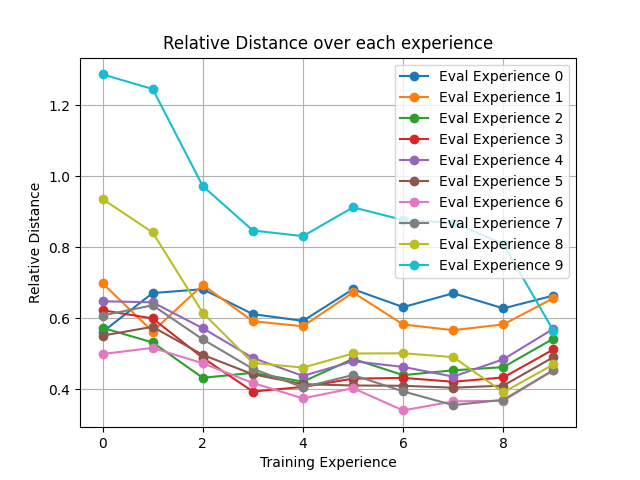 Relative Distance over each experience
Eval Experience 0
Eval Experience 1
Eval Experience 2
Eval Experience 3
Eval Experience 4
Eval Experience 5
Eval Experience 6
Eval Experience 7
Eval Experience 8
Eval Experience 9
Relative Distance
1.2
1.0
0.8
0.6
0.4
0 2 4 6 8
Training Experience